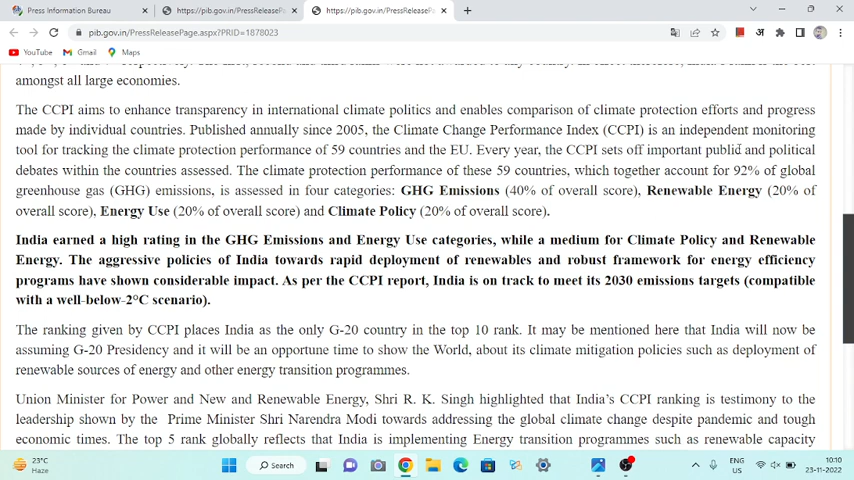 Press Information Bureau
https://pib.gov.in/PressReleasePa
https://pib.gov.in/PressReleasePa
pib.gov.in/PressReleasePage.aspx?PRID=1878023
YouTube Gmail Maps
amongst all large economies.
The CCPI aims to enhance transparency in international climate politics and enables comparison of climate protection efforts and progress
made by individual countries. Published annually since 2005, the Climate Change Performance Index (CCPI) is an independent monitoring
tool for tracking the climate protection performance of 59 countries and the EU. Every year, the CCPI sets off important public and political
debates within the countries assessed. The climate protection performance of these 59 countries, which together account for 92% of global
greenhouse gas (GHG) emissions, is assessed in four categories: GHG Emissions (40% of overall score), Renewable Energy (20% of
overall score), Energy Use (20% of overall score) and Climate Policy (20% of overall score).
India earned a high rating in the GHG Emissions and Energy Use categories, while a medium for Climate Policy and Renewable
Energy. The aggressive policies of India towards rapid deployment of renewables and robust framework for energy efficiency
programs have shown considerable impact. As per the CCPI report, India is on track to meet its 2030 emissions targets (compatible
with a well-below-2°C scenario).
The ranking given by CCPI places India as the only G-20 country in the top 10 rank. It may be mentioned here that India will now be
assuming G-20 Presidency and it will be an opportune time to show the World, about its climate mitigation policies such as deployment of
renewable sources of energy and other energy transition programmes.
Union Minister for Power and New and Renewable Energy, Shri R. K. Singh highlighted that India's CCPI ranking is testimony to the
leadership shown by the Prime Minister Shri Narendra Modi towards addressing the global climate change despite pandemic and tough
economic times. The top 5 rank globally reflects that India is implementing Energy transition programmes such as renewable capacity
23°C
Haze
Search
ENG
US
10:10
23-11-2022